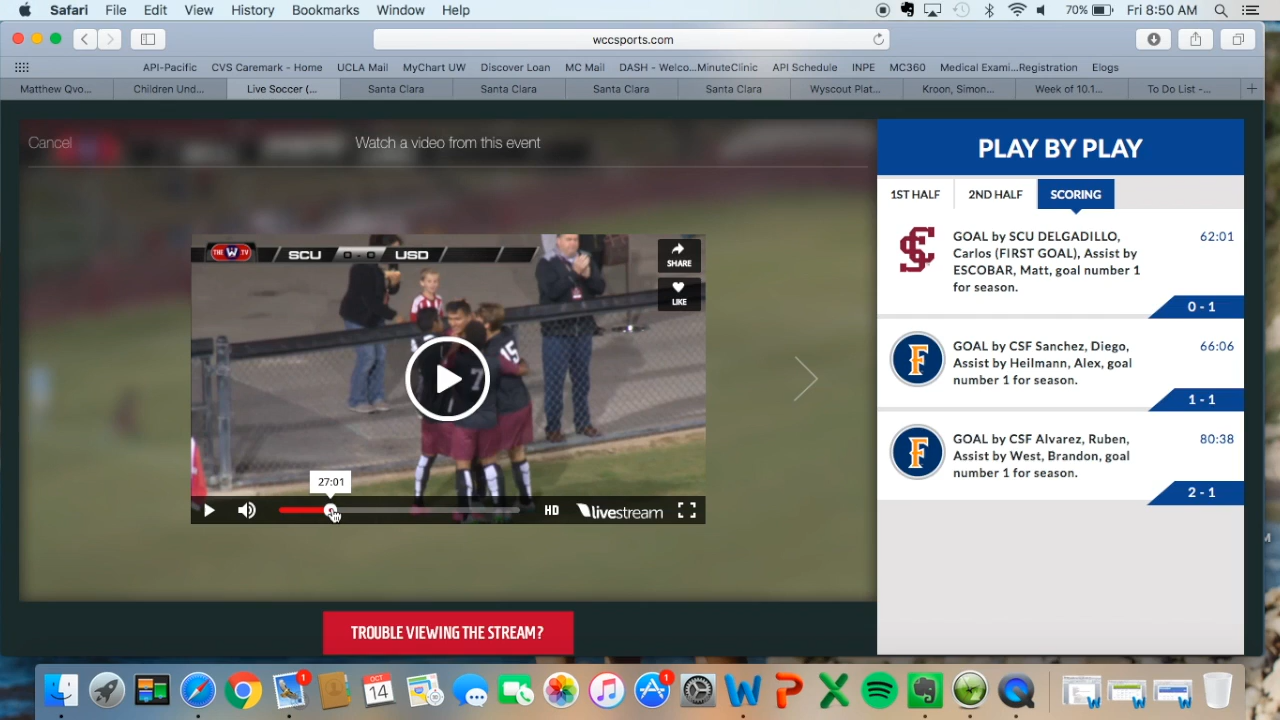 Safari File Edit View History Bookmarks Window Help 70% Fri 8:50 AM
wccsports.com
API-Pacific CVS Caremark - Home UCLA Mail MyChart UW Discover Loan MC Mail DASH - Welco...MinuteClinic API Schedule INPE MC360 Medical Exami...Registration Elogs
Matthew Qvo... Children Und... Live Soccer (... Santa Clara Santa Clara Santa Clara Santa Clara Wyscout Plat... Kroon, Simon... Week of 10.1... To Do List -...
Cancel Watch a video from this event
THE W TV SCU 0 - 0 USD
SHARE
LIKE
7
15
27:01
HD livestream
TROUBLE VIEWING THE STREAM?
PLAY BY PLAY
1ST HALF 2ND HALF SCORING
GOAL by SCU DELGADILLO, 62:01
Carlos (FIRST GOAL), Assist by
ESCOBAR, Matt, goal number 1
for season.
0 - 1
GOAL by CSF Sanchez, Diego, 66:06
Assist by Heilmann, Alex, goal
number 1 for season.
1 - 1
GOAL by CSF Alvarez, Ruben, 80:38
Assist by West, Brandon, goal
number 1 for season.
2 - 1
F
F
1 OCT 14 1